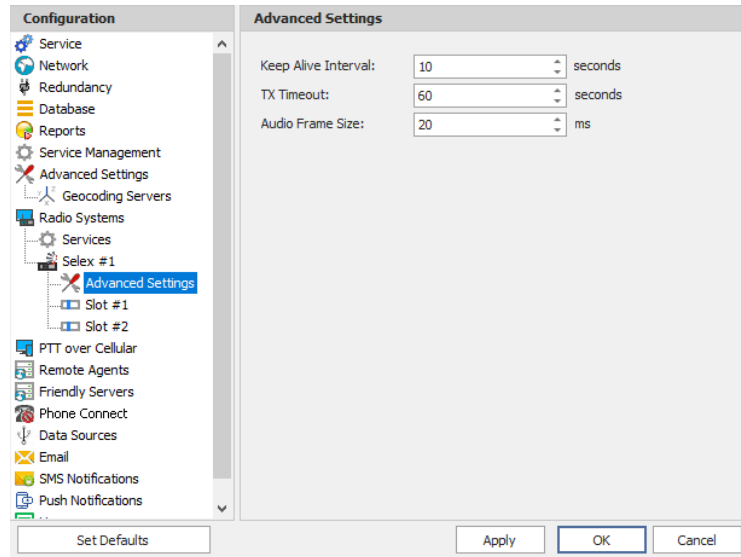 Configuration
Service
Network
Redundancy
Database
Reports
Service Management
Advanced Settings
Geocoding Servers
Radio Systems
Services
Selex #1
Advanced Settings
Slot #1
Slot #2
PTT over Cellular
Remote Agents
Friendly Servers
Phone Connect
Data Sources
Email
SMS Notifications
Push Notifications
Set Defaults
Advanced Settings
Keep Alive Interval: 10 seconds
TX Timeout: 60 seconds
Audio Frame Size: 20 ms
Apply OK Cancel